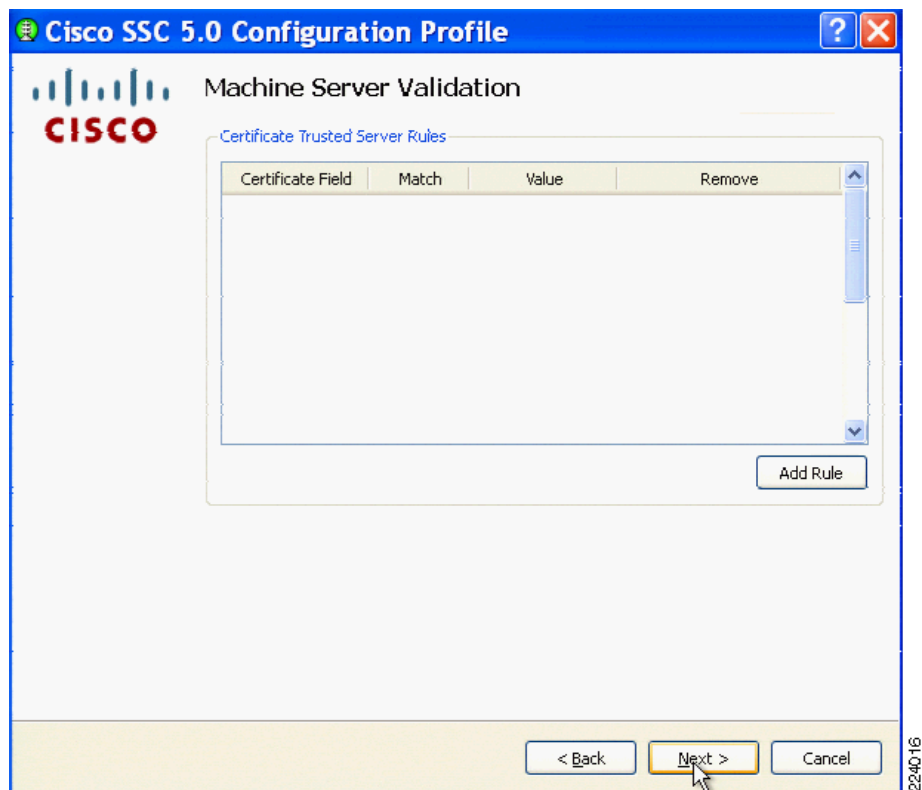 Cisco SSC 5.0 Configuration Profile
?
CISCO
Machine Server Validation
Certificate Trusted Server Rules
Certificate Field Match Value Remove
Add Rule
< Back Next > Cancel
224016